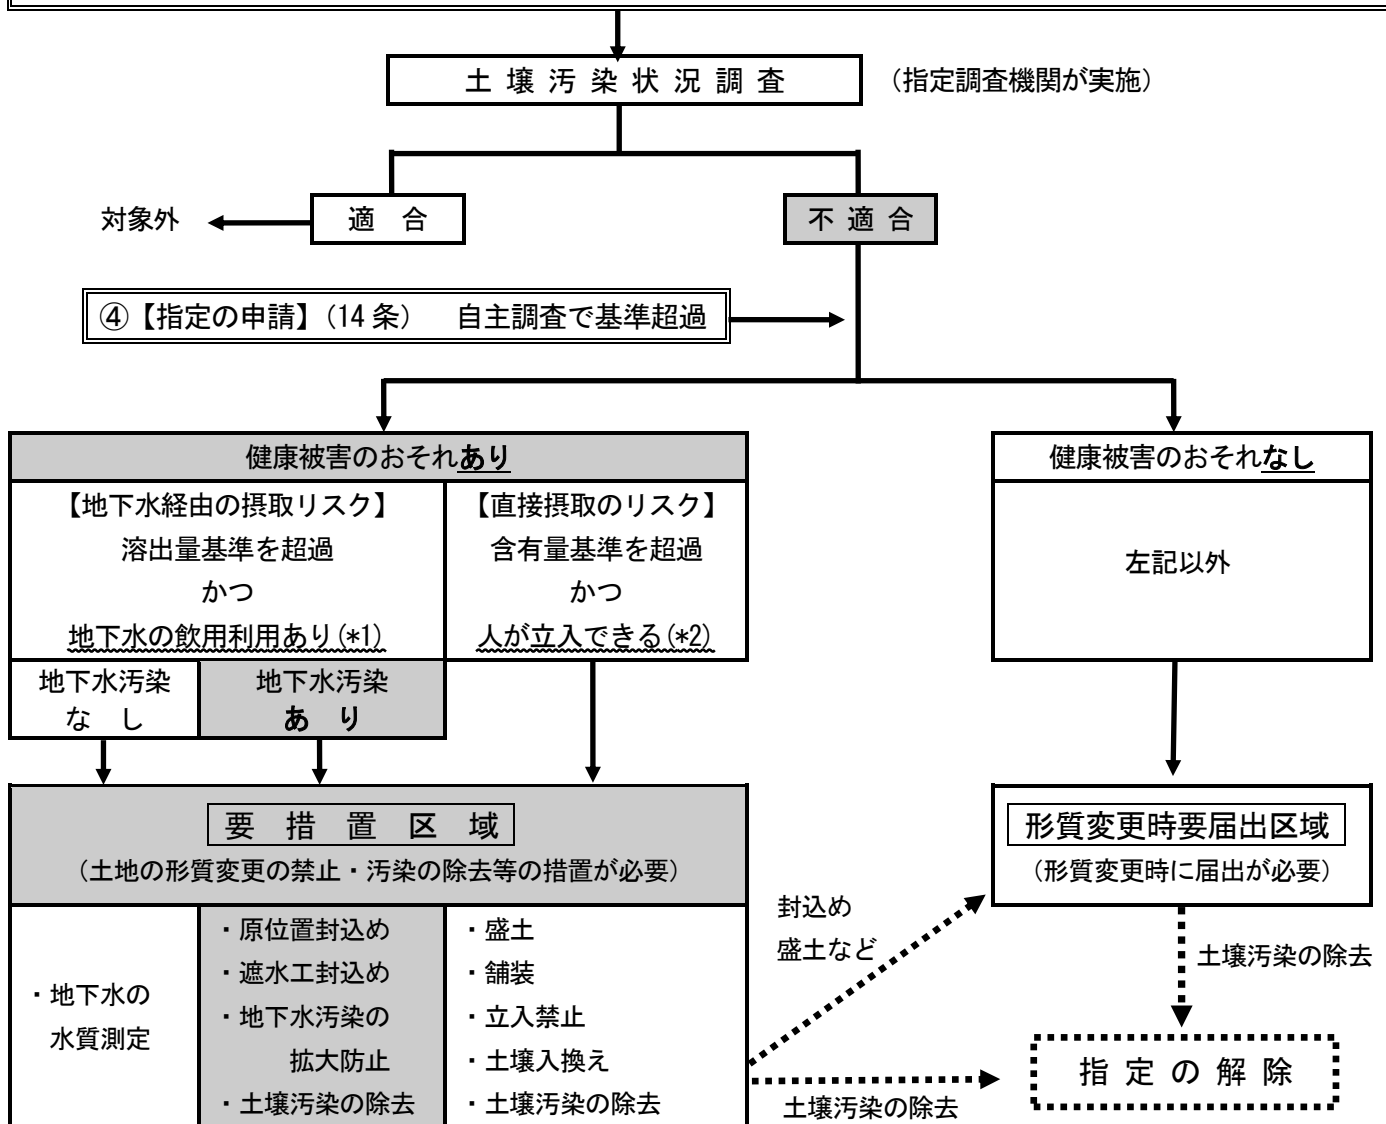 土壌汚染状況調査
（指定調査機関が実施）
対象外
適　合
不適合
④【指定の申請】（14条）　自主調査で基準超過
健康被害のおそれあり
【地下水経由の摂取リスク】
溶出量基準を超過
かつ
地下水の飲用利用あり(*1)
【直接摂取のリスク】
含有量基準を超過
かつ
人が立入できる(*2)
健康被害のおそれなし
左記以外
地下水汚染
な　し
地下水汚染
あ　り
要　措　置　区　域
（土地の形質変更の禁止・汚染の除去等の措置が必要）
・地下水の
水質測定
・原位置封込め
・遮水工封込め
・地下水汚染の
拡大防止
・土壌汚染の除去
・盛土
・舗装
・立入禁止
・土壌入換え
・土壌汚染の除去
封込め
盛土など
土壌汚染の除去
形質変更時要届出区域
（形質変更時に届出が必要）
土壌汚染の除去
指定の解除